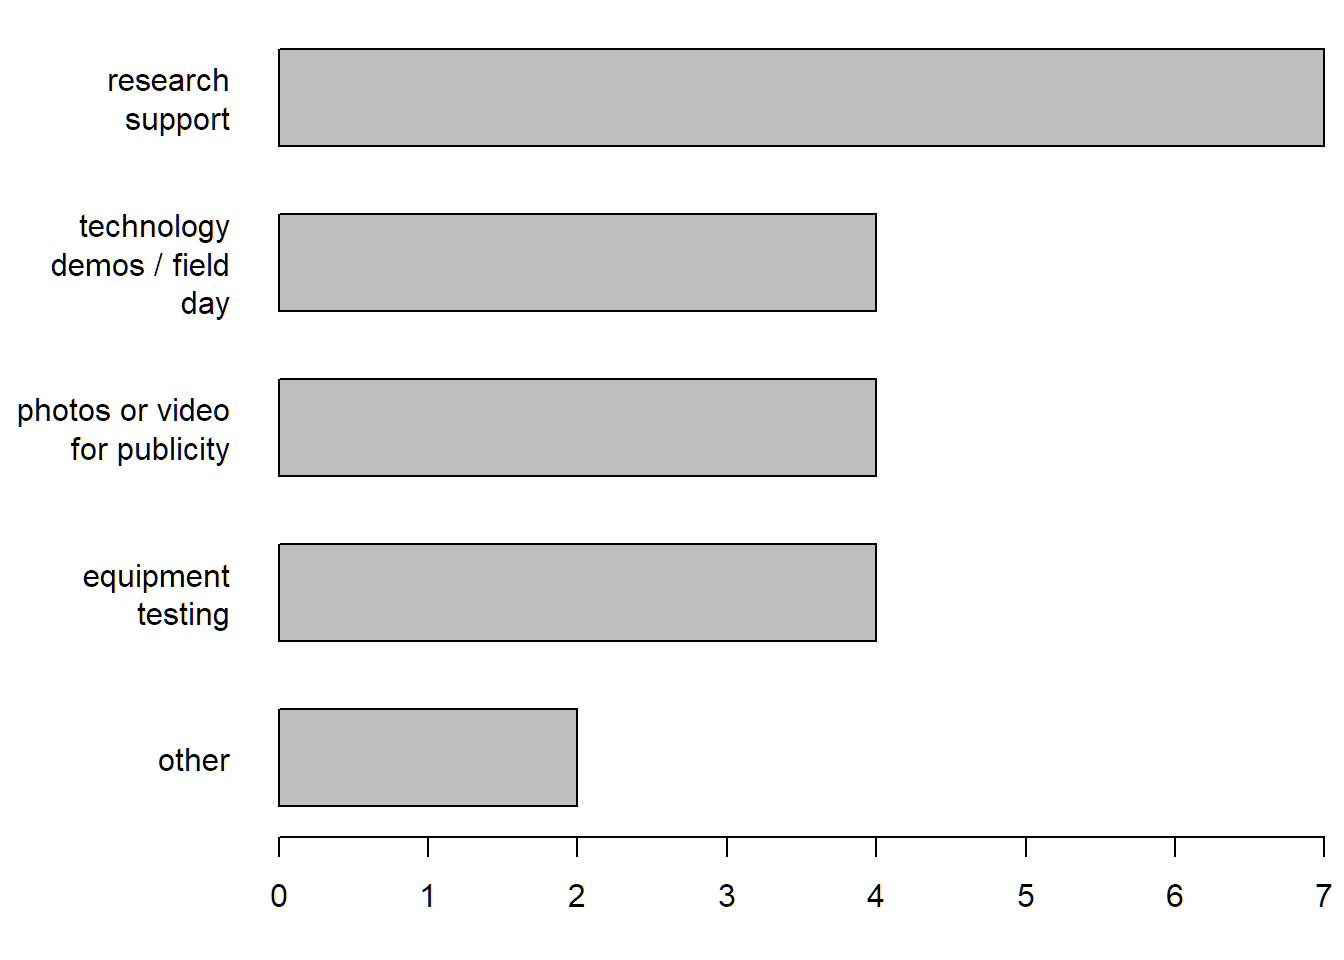 research
support
technology
demos / field
day
photos or video
for publicity
equipment
testing
other
0 1 2 3 4 5 6 7